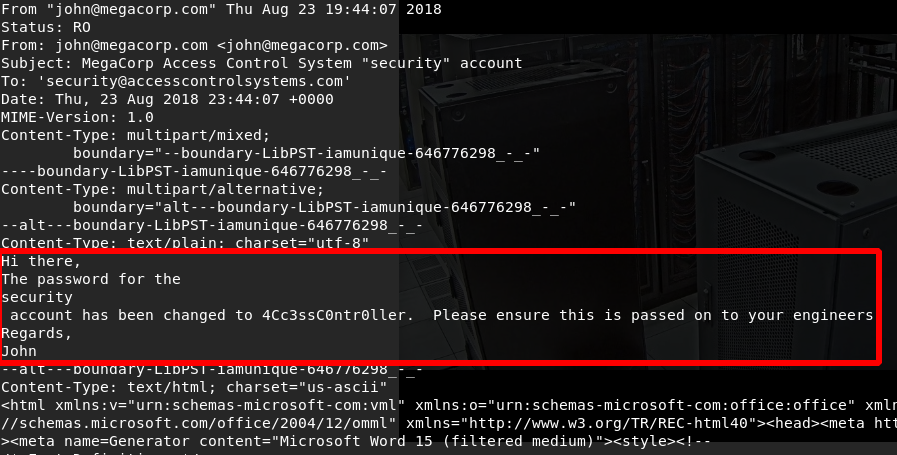 From "john@megacorp.com" Thu Aug 23 19:44:07 2018
Status: RO
From: john@megacorp.com <john@megacorp.com>
Subject: MegaCorp Access Control System "security" account
To: 'security@accesscontrolsystems.com'
Date: Thu, 23 Aug 2018 23:44:07 +0000
MIME-Version: 1.0
Content-Type: multipart/mixed;
        boundary="--boundary-LibPST-iamunique-646776298_-_-"
----boundary-LibPST-iamunique-646776298_-_-
Content-Type: multipart/alternative;
        boundary="alt---boundary-LibPST-iamunique-646776298_-_-"
--alt---boundary-LibPST-iamunique-646776298_-_-
Content-Type: text/plain; charset="utf-8"
Hi there,
The password for the
security
 account has been changed to 4Cc3ssC0ntr0ller.  Please ensure this is passed on to your engineers
Regards,
John
--alt---boundary-LibPST-iamunique-646776298_-_-
Content-Type: text/html; charset="us-ascii"
<html xmlns:v="urn:schemas-microsoft-com:vml" xmlns:o="urn:schemas-microsoft-com:office:office" xml
//schemas.microsoft.com/office/2004/12/omml" xmlns="http://www.w3.org/TR/REC-html40"><head><meta htt
><meta name=Generator content="Microsoft Word 15 (filtered medium)"><style><!--